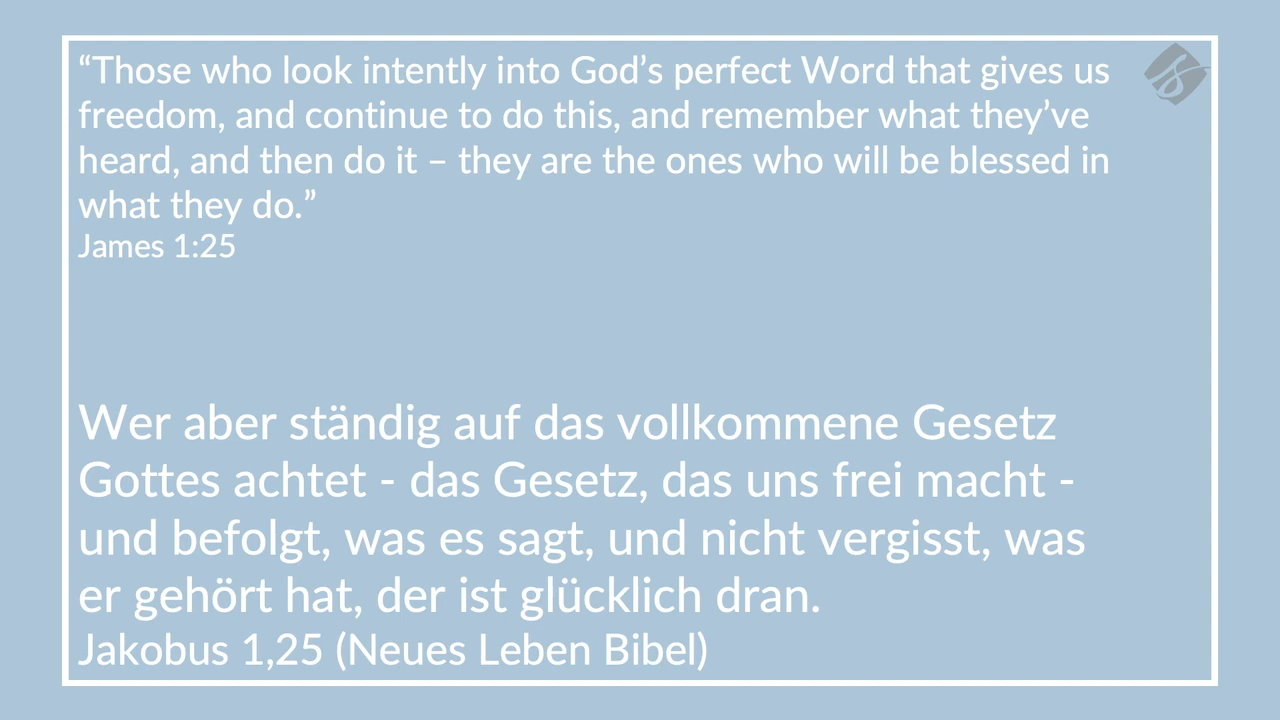 “Those who look intently into God’s perfect Word that gives us
freedom, and continue to do this, and remember what they’ve
heard, and then do it – they are the ones who will be blessed in
what they do.”
James 1:25
Wer aber ständig auf das vollkommene Gesetz
Gottes achtet - das Gesetz, das uns frei macht -
und befolgt, was es sagt, und nicht vergisst, was
er gehört hat, der ist glücklich dran.
Jakobus 1,25 (Neues Leben Bibel)